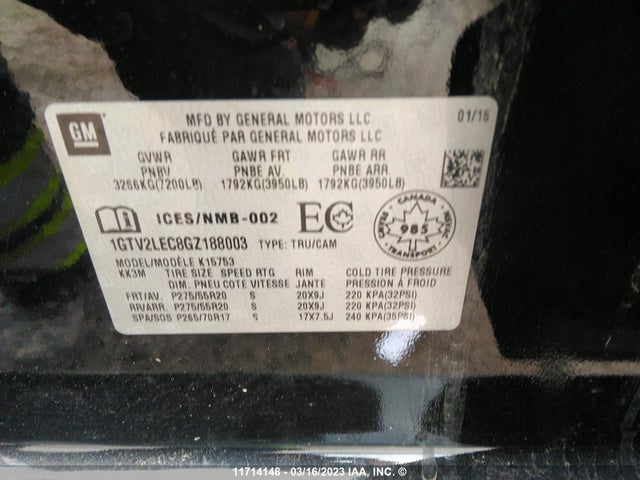 GM
MFD BY GENERAL MOTORS LLC
FABRIQUÉ PAR GENERAL MOTORS LLC
01/16
GVWR GAWR FRT GAWR RR
PNBV PNBE AV. PNBE ARR.
3266KG(7200LB) 1792KG(3950LB) 1792KG(3950LB)
ICES/NMB-002 EC
CANADA
985
TRANSPORT
1GTV2LEC8GZ188003 TYPE: TRU/CAM
MODEL/MODÈLE K15753
KK3M TIRE SIZE SPEED RTG RIM COLD TIRE PRESSURE
DIM. PNEU COTE VITESSE JANTE PRESSION À FROID
FRT/AV. P275/55R20 S 20X9J 220 KPA(32PSI)
RR/ARR. P275/55R20 S 20X9J 220 KPA(32PSI)
SPA/SOS P265/70R17 S 17X7.5J 240 KPA(35PSI)
11714148 - 03/16/2023 IAA, INC. ©